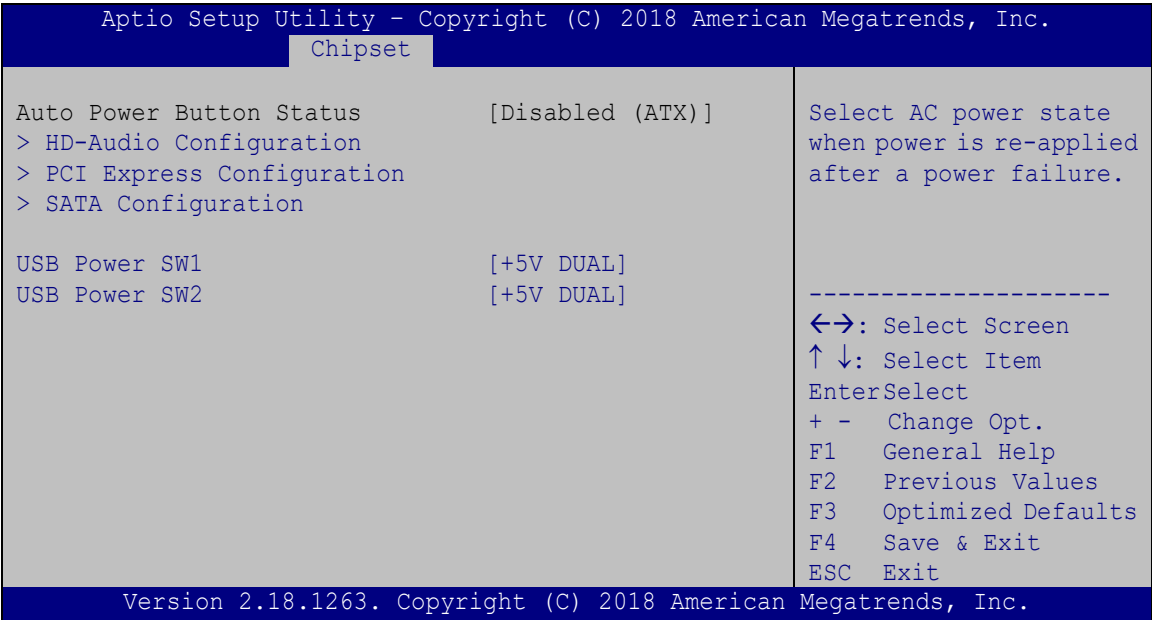 Aptio Setup Utility – Copyright (C) 2018 American Megatrends, Inc.
Chipset
Auto Power Button Status [Disabled (ATX)]
> HD-Audio Configuration
> PCI Express Configuration
> SATA Configuration
USB Power SW1 [+5V DUAL]
USB Power SW2 [+5V DUAL]
Select AC power state
when power is re-applied
after a power failure.
---------------------
←→: Select Screen
↑ ↓: Select Item
EnterSelect
+ - Change Opt.
F1 General Help
F2 Previous Values
F3 Optimized Defaults
F4 Save & Exit
ESC Exit
Version 2.18.1263. Copyright (C) 2018 American Megatrends, Inc.